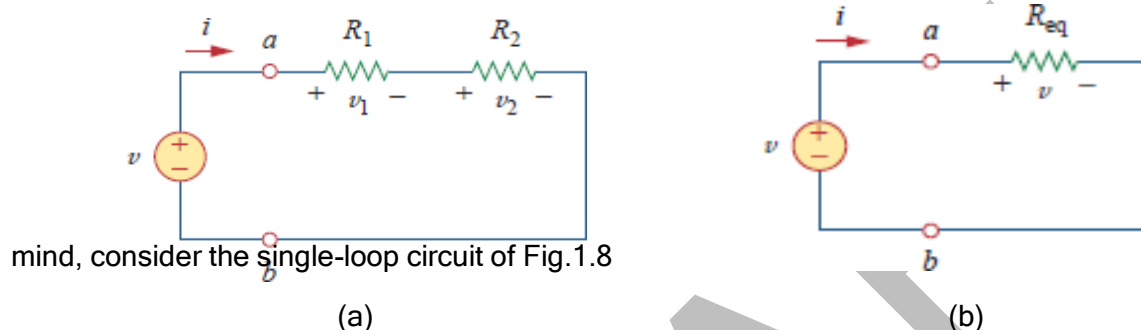 i a R₁ R₂
+ v₁ − + v₂ −
v + −
b
mind, consider the single-loop circuit of Fig.1.8
(a)
i a Req
+ v −
v + −
b
(b)